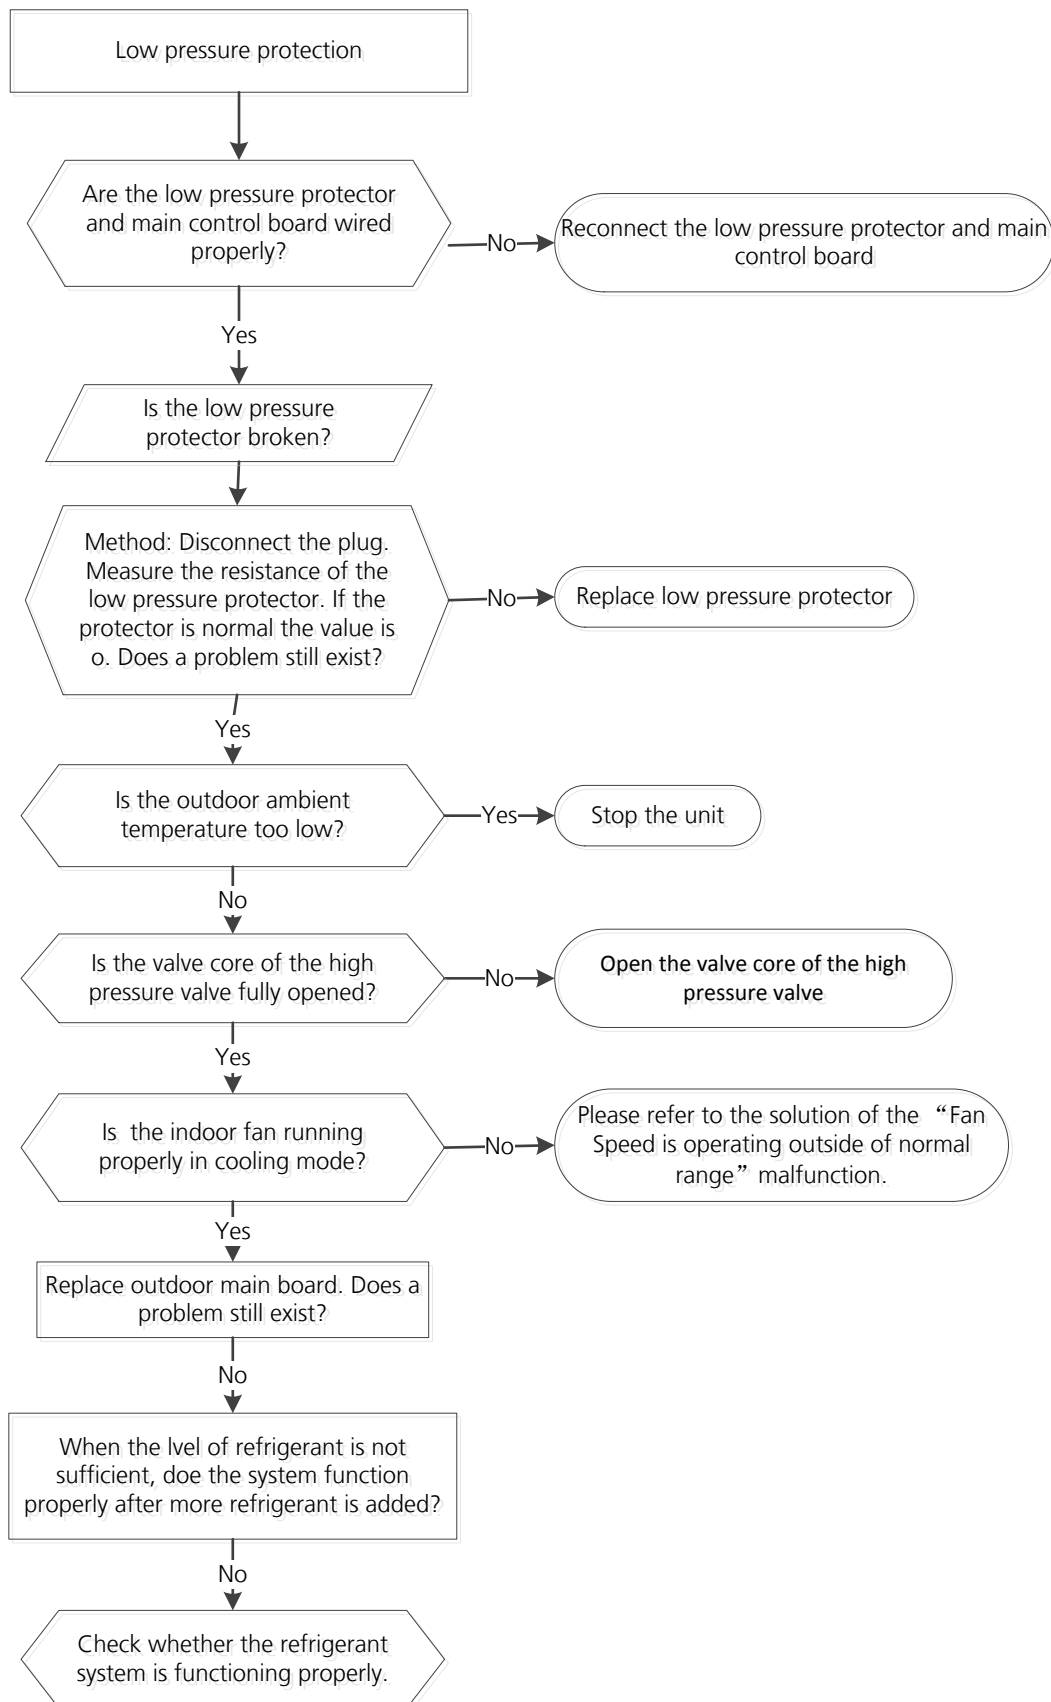 Low pressure protection
Are the low pressure protector
and main control board wired
properly?
No
Reconnect the low pressure protector and main
control board
Yes
Is the low pressure
protector broken?
Method: Disconnect the plug.
Measure the resistance of the
low pressure protector. If the
protector is normal the value is
o. Does a problem still exist?
No
Replace low pressure protector
Yes
Is the outdoor ambient
temperature too low?
Yes
Stop the unit
No
Is the valve core of the high
pressure valve fully opened?
No
Open the valve core of the high
pressure valve
Yes
Is the indoor fan running
properly in cooling mode?
No
Please refer to the solution of the “Fan
Speed is operating outside of normal
range” malfunction.
Yes
Replace outdoor main board. Does a
problem still exist?
No
When the lvel of refrigerant is not
sufficient, doe the system function
properly after more refrigerant is added?
No
Check whether the refrigerant
system is functioning properly.